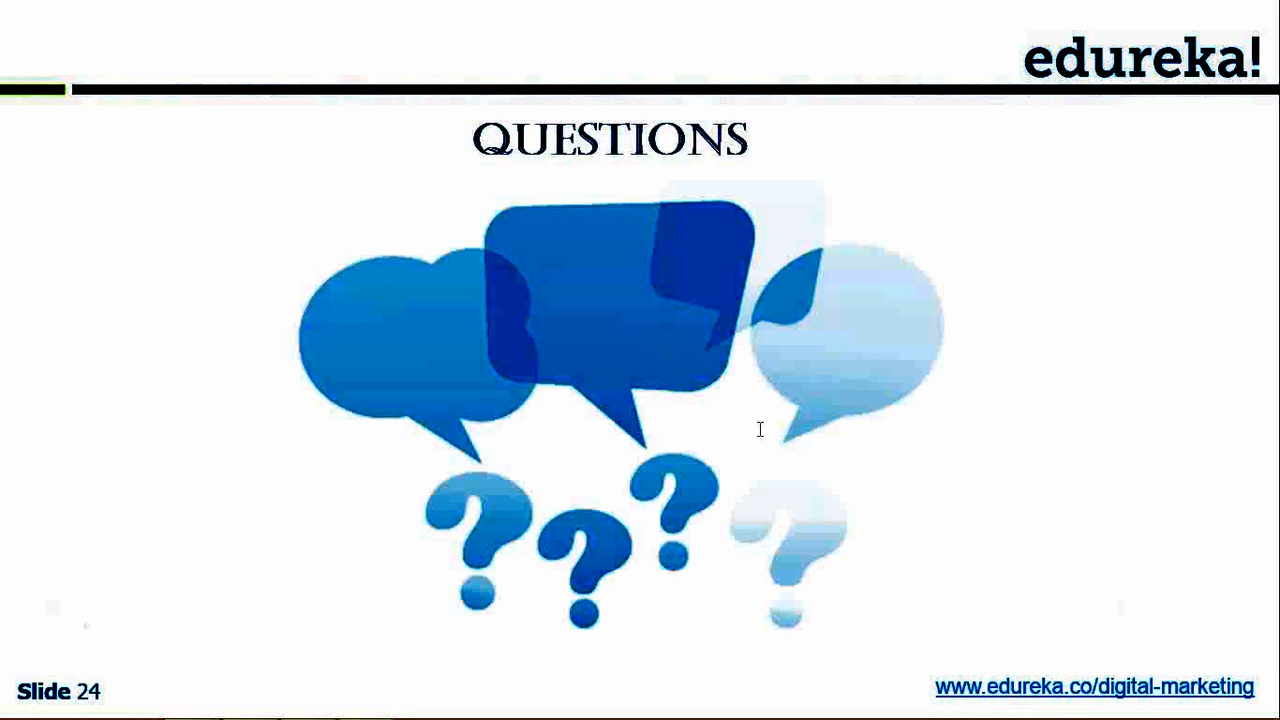 edureka!
QUESTIONS
? ? ? ?
Slide 24
www.edureka.co/digital-marketing